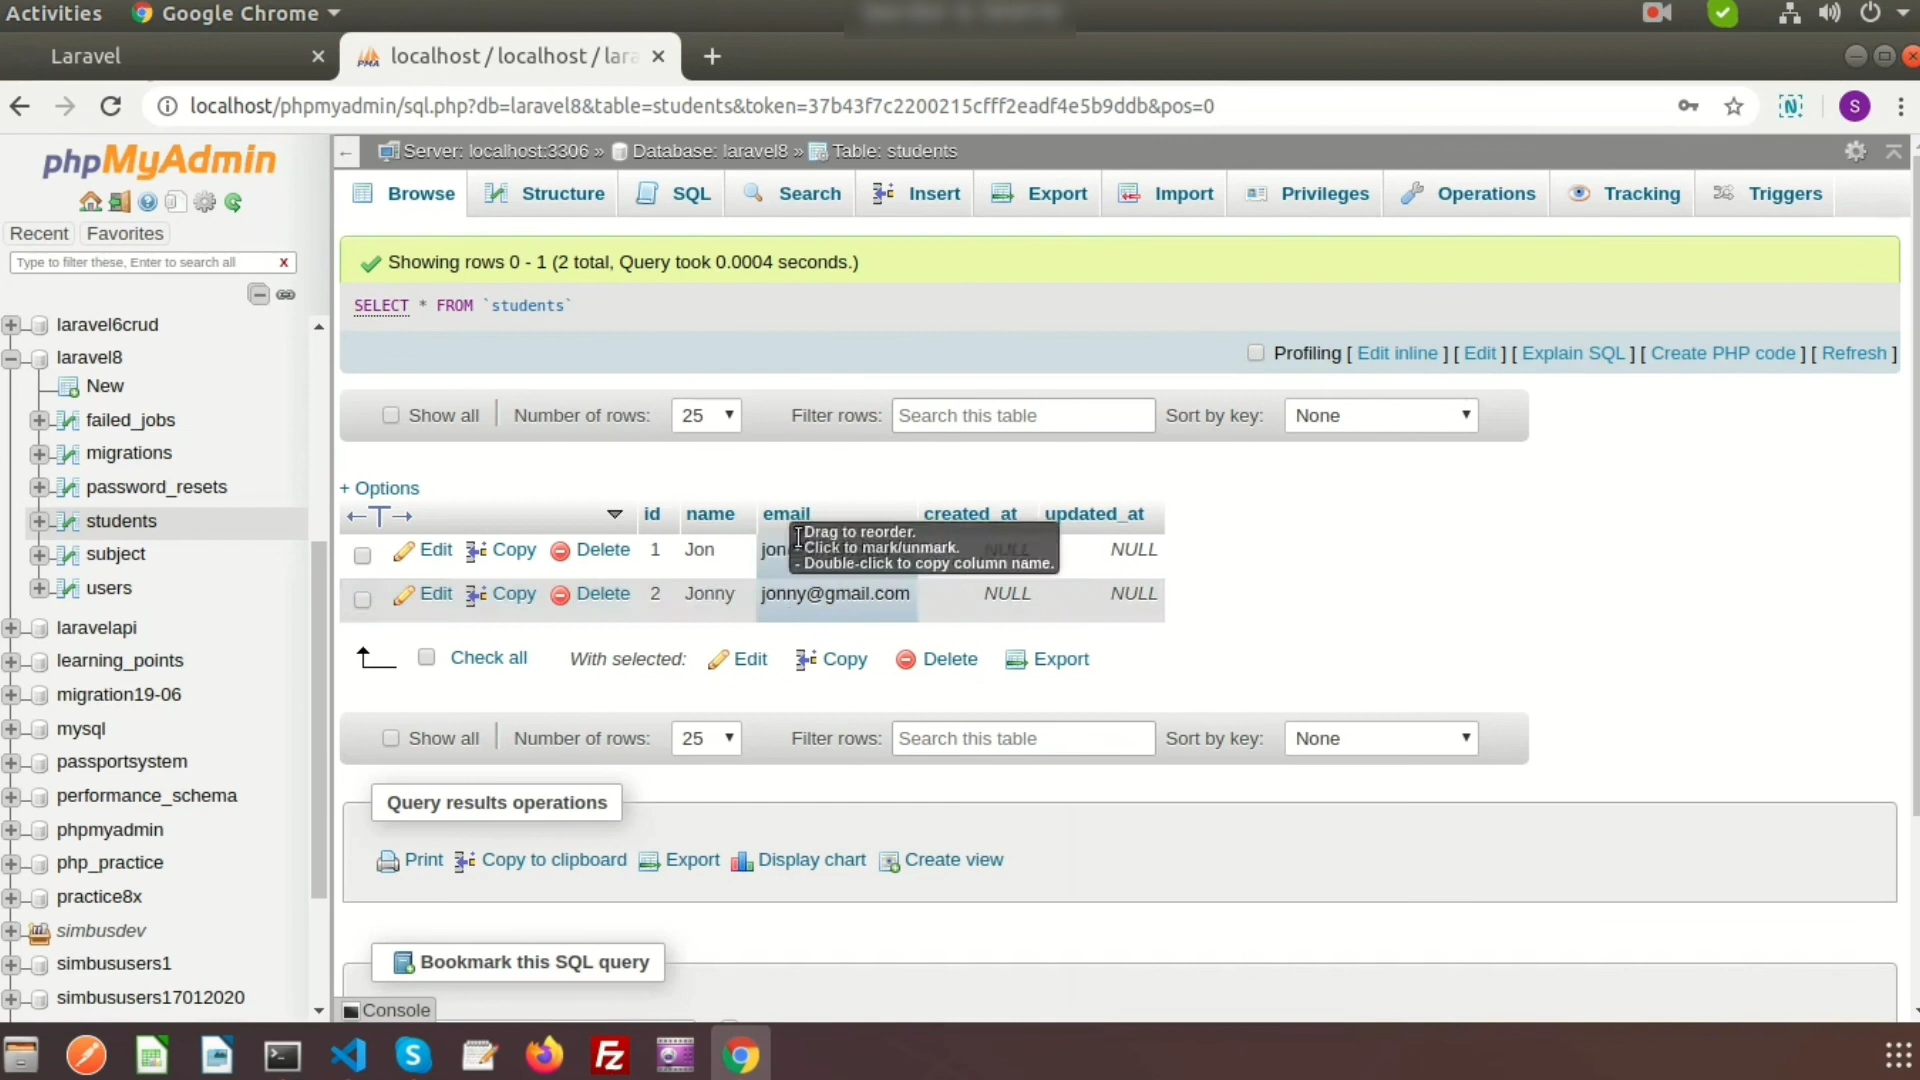 Activities Google Chrome
Laravel
localhost / localhost / lara
localhost/phpmyadmin/sql.php?db=laravel8&table=students&token=37b43f7c2200215cfff2eadf4e5b9ddb&pos=0
S
phpMyAdmin
Recent Favorites
Type to filter these, Enter to search all X
laravel6crud
laravel8
New
failed_jobs
migrations
password_resets
students
subject
users
laravelapi
learning_points
migration19-06
mysql
passportsystem
performance_schema
phpmyadmin
php_practice
practice8x
simbusdev
simbususers1
simbususers17012020
Server: localhost:3306 » Database: laravel8 » Table: students
Browse Structure SQL Search Insert Export Import Privileges Operations Tracking Triggers
Showing rows 0 - 1 (2 total, Query took 0.0004 seconds.)
SELECT * FROM `students`
Profiling [ Edit inline ] [ Edit ] [ Explain SQL ] [ Create PHP code ] [ Refresh ]
Show all Number of rows: 25 Filter rows: Search this table Sort by key: None
+ Options
id name email created_at updated_at
Drag to reorder.
- Click to mark/unmark.
- Double-click to copy column name.
Edit Copy Delete 1 Jon jon NULL NULL
Edit Copy Delete 2 Jonny jonny@gmail.com NULL NULL
Check all With selected: Edit Copy Delete Export
Show all Number of rows: 25 Filter rows: Search this table Sort by key: None
Query results operations
Print Copy to clipboard Export Display chart Create view
Bookmark this SQL query
Console